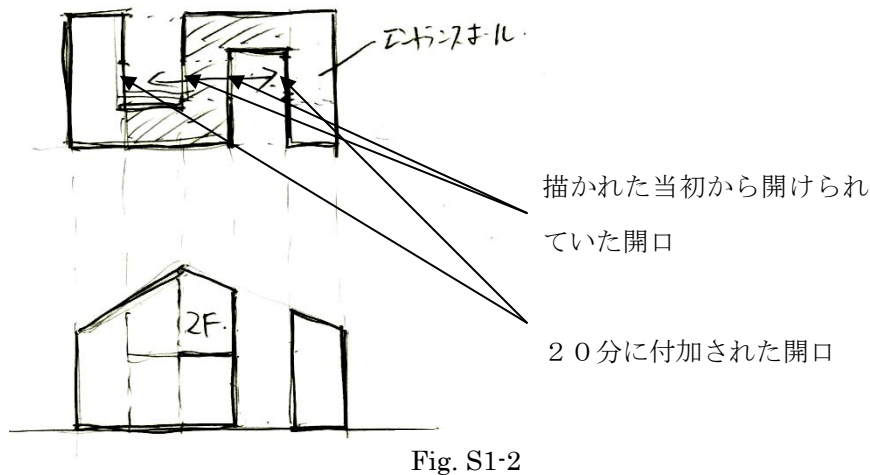 エントランスホール.
描かれた当初から開けられ
ていた開口
2F.
２０分に付加された開口
Fig. S1-2